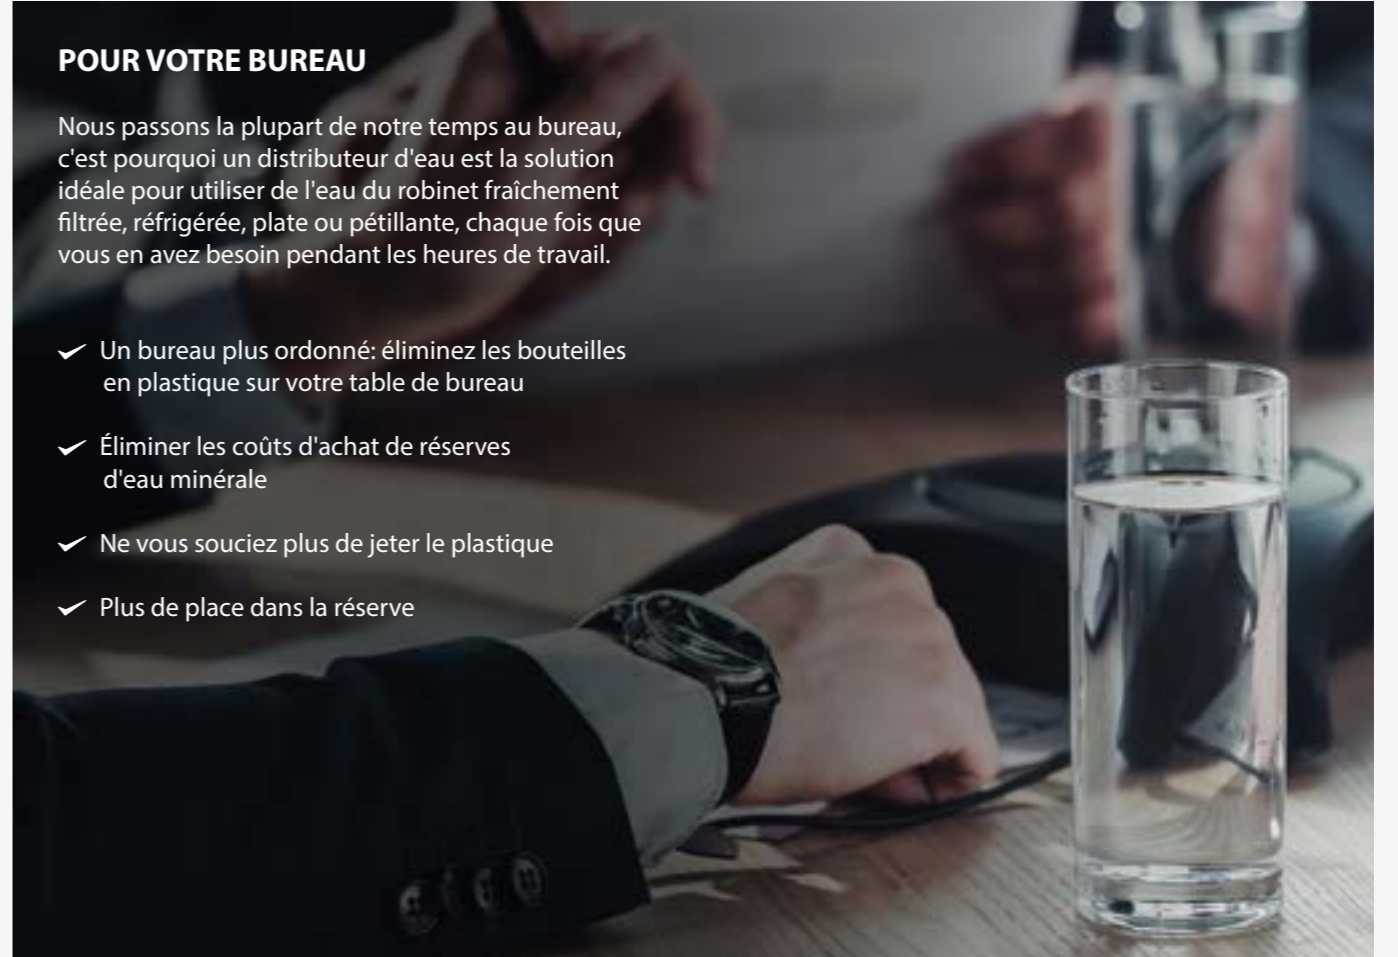 POUR VOTRE BUREAU
Nous passons la plupart de notre temps au bureau,
c'est pourquoi un distributeur d'eau est la solution
idéale pour utiliser de l'eau du robinet fraîchement
filtrée, réfrigérée, plate ou pétillante, chaque fois que
vous en avez besoin pendant les heures de travail.
Un bureau plus ordonné: éliminez les bouteilles
en plastique sur votre table de bureau
Éliminer les coûts d'achat de réserves
d'eau minérale
Ne vous souciez plus de jeter le plastique
Plus de place dans la réserve